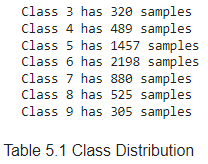 Class 3 has 320 samples
Class 4 has 489 samples
Class 5 has 1457 samples
Class 6 has 2198 samples
Class 7 has 880 samples
Class 8 has 525 samples
Class 9 has 305 samples
Table 5.1 Class Distribution